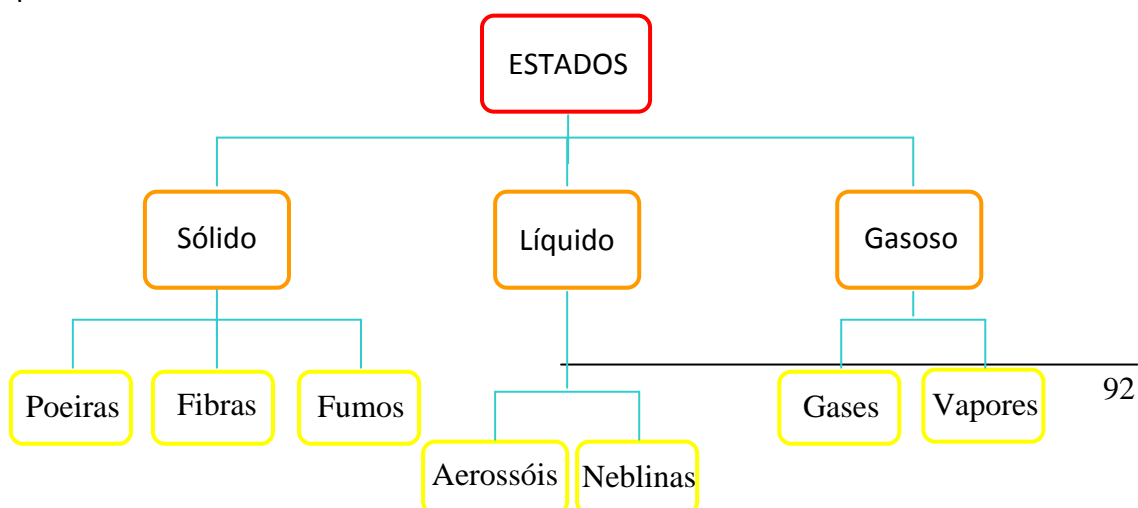 ESTADOS
Sólido
Líquido
Gasoso
Poeiras
Fibras
Fumos
Gases
Vapores
92
Aerossóis
Neblinas